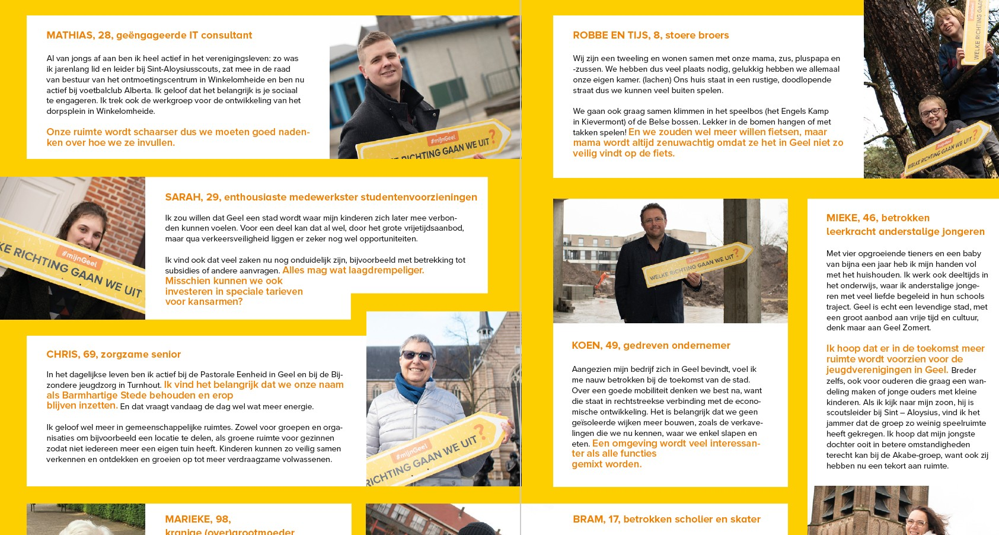 MATHIAS, 28, geëngageerde IT consultant
Al van jongs af aan ben ik heel actief in het verenigingsleven: zo was
ik jarenlang lid en leider bij Sint-Aloysiusscouts, zat mee in de raad
van bestuur van het ontmoetingscentrum in Winkelomheide en ben nu
actief bij voetbalclub Alberta. Ik geloof dat het belangrijk is je sociaal
te engageren. Ik trek ook de werkgroep voor de ontwikkeling van het
dorpsplein in Winkelomheide.
Onze ruimte wordt schaarser dus we moeten goed naden-
ken over hoe we ze invullen.
#mijnGeel
RICHTING GAAN WE UIT?
SARAH, 29, enthousiaste medewerkster studentenvoorzieningen
Ik zou willen dat Geel een stad wordt waar mijn kinderen zich later mee verbon-
den kunnen voelen. Voor een deel kan dat al wel, door het grote vrijetijdsaanbod,
maar qua verkeersveiligheid liggen er zeker nog wel opportuniteiten.
Ik vind ook dat veel zaken nu nog onduidelijk zijn, bijvoorbeeld met betrekking tot
subsidies of andere aanvragen. Alles mag wat laagdrempeliger.
Misschien kunnen we ook
investeren in speciale tarieven
voor kansarmen?
#mijnGeel
KE RICHTING GAAN WE UIT
CHRIS, 69, zorgzame senior
In het dagelijkse leven ben ik actief bij de Pastorale Eenheid in Geel en bij de Bij-
zondere jeugdzorg in Turnhout. Ik vind het belangrijk dat we onze naam
als Barmhartige Stede behouden en erop
blijven inzetten. En dat vraagt vandaag de dag wel wat meer energie.
Ik geloof wel meer in gemeenschappelijke ruimtes. Zowel voor groepen en orga-
nisaties om bijvoorbeeld een locatie te delen, als groene ruimte voor gezinnen
zodat niet iedereen meer een eigen tuin heeft. Kinderen kunnen zo veilig samen
verkennen en ontdekken en groeien op tot meer verdraagzame volwassenen.
#mijnGeel
RICHTING GAAN WE UIT?
MARIEKE, 98,
kranige (over)grootmoeder
ROBBE EN TIJS, 8, stoere broers
Wij zijn een tweeling en wonen samen met onze mama, zus, pluspapa en
-zussen. We hebben dus veel plaats nodig, gelukkig hebben we allemaal
onze eigen kamer. (lachen) Ons huis staat in een rustige, doodlopende
straat dus we kunnen veel buiten spelen.
We gaan ook graag samen klimmen in het speelbos (het Engels Kamp
in Kievermont) of de Belse bossen. Lekker in de bomen hangen of met
takken spelen! En we zouden wel meer willen fietsen, maar
mama wordt altijd zenuwachtig omdat ze het in Geel niet zo
veilig vindt op de fiets.
WELKE RICHTING GAAN
#mijnGeel
WELKE RICHTING GAAN WE UIT?
#mijnGeel
WELKE RICHTING GAAN WE UIT?
KOEN, 49, gedreven ondernemer
Aangezien mijn bedrijf zich in Geel bevindt, voel ik
me nauw betrokken bij de toekomst van de stad.
Over een goede mobiliteit denken we best na, want
die staat in rechtstreekse verbinding met de econo-
mische ontwikkeling. Het is belangrijk dat we geen
geïsoleerde wijken meer bouwen, zoals de verkave-
lingen die we nu kennen, waar we enkel slapen en
eten. Een omgeving wordt veel interessan-
ter als alle functies
gemixt worden.
MIEKE, 46, betrokken
leerkracht anderstalige jongeren
Met vier opgroeiende tieners en een baby
van bijna een jaar heb ik mijn handen vol
met het huishouden. Ik werk ook deeltijds in
het onderwijs, waar ik anderstalige jonge-
ren met veel liefde begeleid in hun schools
traject. Geel is echt een levendige stad, met
een groot aanbod aan vrije tijd en cultuur,
denk maar aan Geel Zomert.
Ik hoop dat er in de toekomst meer
ruimte wordt voorzien voor de
jeugdverenigingen in Geel. Breder
zelfs, ook voor ouderen die graag een wan-
deling maken of jonge ouders met kleine
kinderen. Als ik kijk naar mijn zoon, hij is
scoutsleider bij Sint – Aloysius, vind ik het
jammer dat de groep zo weinig speelruimte
heeft gekregen. Ik hoop dat mijn jongste
dochter ooit in betere omstandigheden
terecht kan bij de Akabe-groep, want ook zij
hebben nu een tekort aan ruimte.
BRAM, 17, betrokken scholier en skater